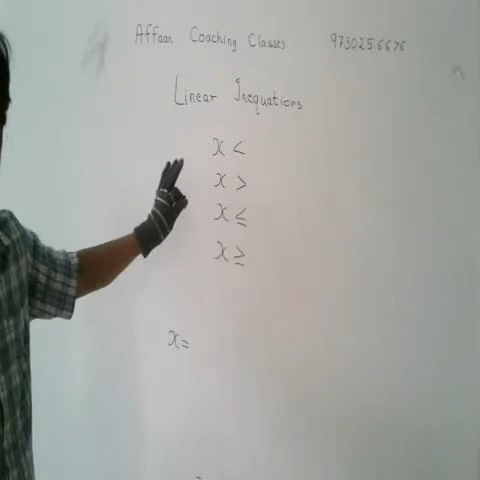 Affaan Coaching Classes 9730256676
Linear Inequations
x <
x >
x ≤
x ≥
x =